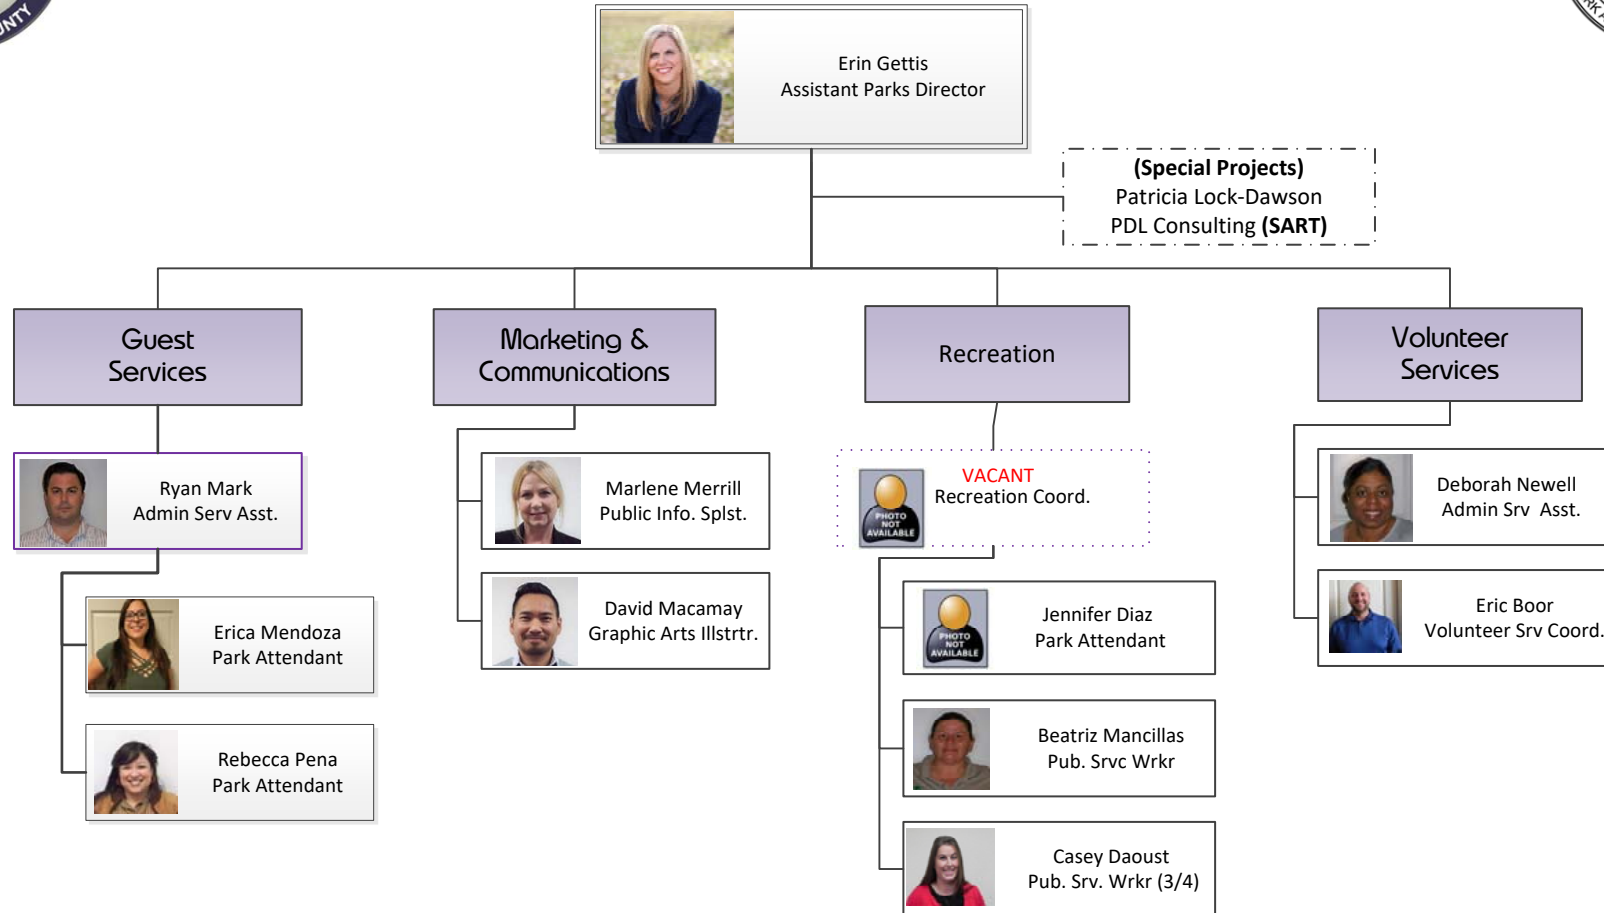 UNTY
RK A
Erin Gettis
Assistant Parks Director
(Special Projects)
Patricia Lock-Dawson
PDL Consulting (SART)
Guest
Services
Marketing &
Communications
Recreation
Volunteer
Services
Ryan Mark
Admin Serv Asst.
Erica Mendoza
Park Attendant
Rebecca Pena
Park Attendant
Marlene Merrill
Public Info. Splst.
David Macamay
Graphic Arts Illstrtr.
VACANT
Recreation Coord.
PHOTO
NOT
AVAILABLE
Jennifer Diaz
Park Attendant
PHOTO
NOT
AVAILABLE
Beatriz Mancillas
Pub. Srvc Wrkr
Casey Daoust
Pub. Srv. Wrkr (3/4)
Deborah Newell
Admin Srv  Asst.
Eric Boor
Volunteer Srv Coord.